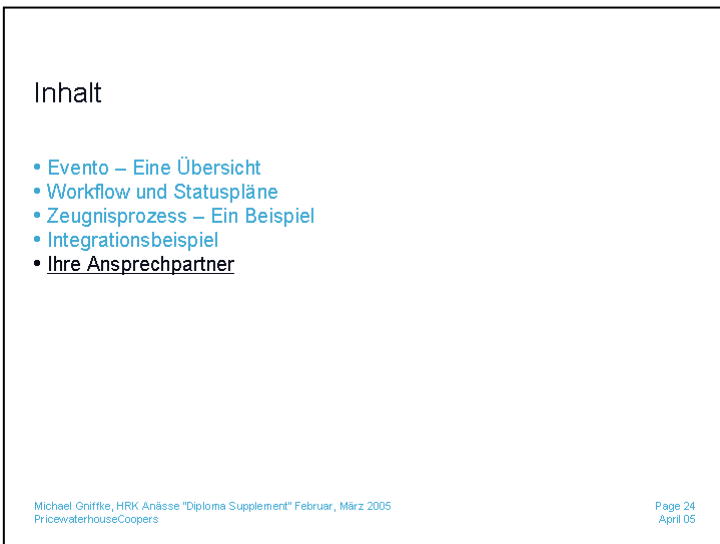 Inhalt
• Evento – Eine Übersicht
• Workflow und Statuspläne
• Zeugnisprozess – Ein Beispiel
• Integrationsbeispiel
• Ihre Ansprechpartner
Michael Gniffke, HRK Anässe "Diploma Supplement" Februar, März 2005
PricewaterhouseCoopers
Page 24
April 05